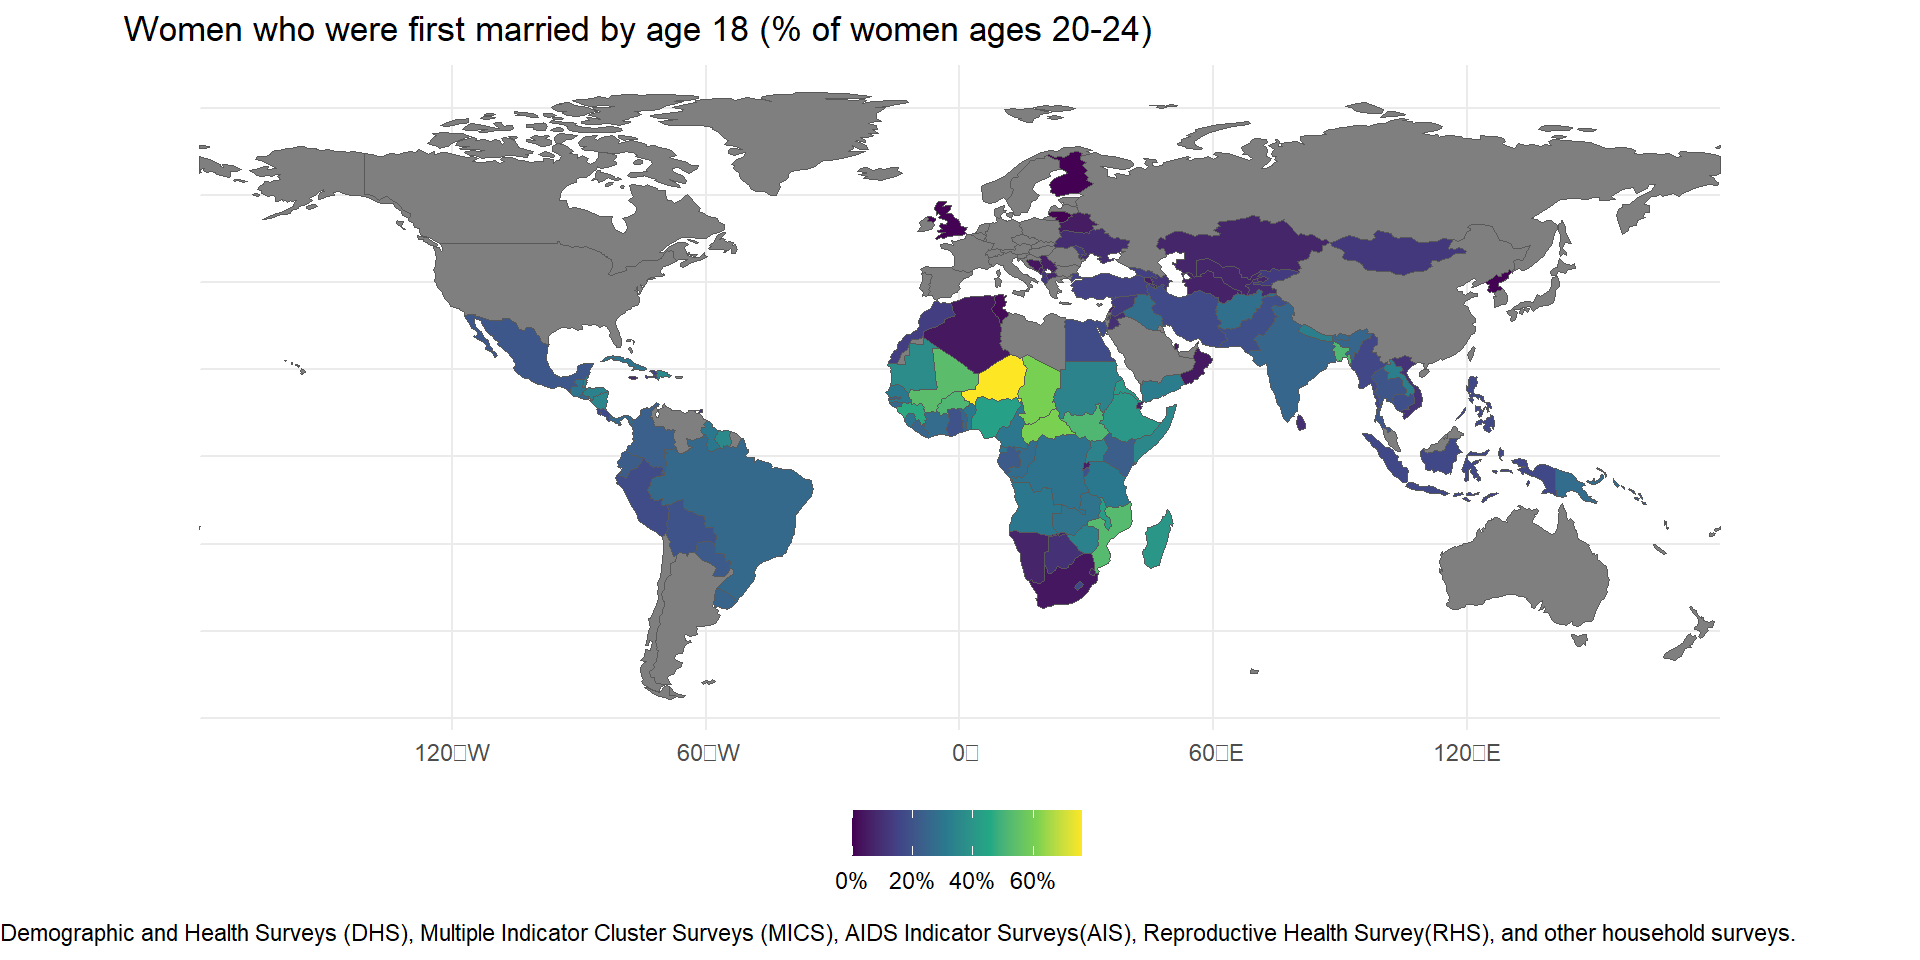 Women who were first married by age 18 (% of women ages 20-24)
120□W 60□W 0□ 60□E 120□E
0% 20% 40% 60%
Demographic and Health Surveys (DHS), Multiple Indicator Cluster Surveys (MICS), AIDS Indicator Surveys(AIS), Reproductive Health Survey(RHS), and other household surveys.